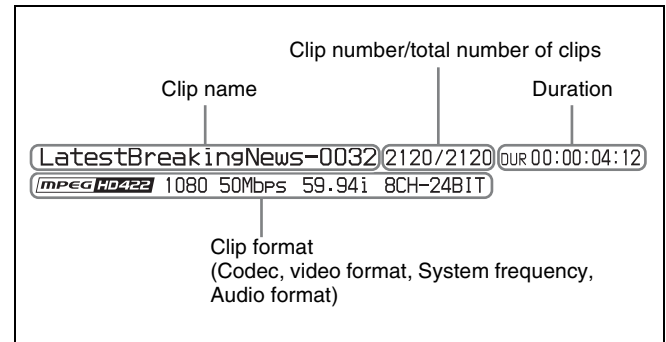 Clip number/total number of clips
Clip name
Duration
LatestBreakingNews-0032 2120/2120 DUR 00:00:04:12
MPEG HD422 1080 50Mbps 59.94i 8CH-24BIT
Clip format
(Codec, video format, System frequency,
Audio format)